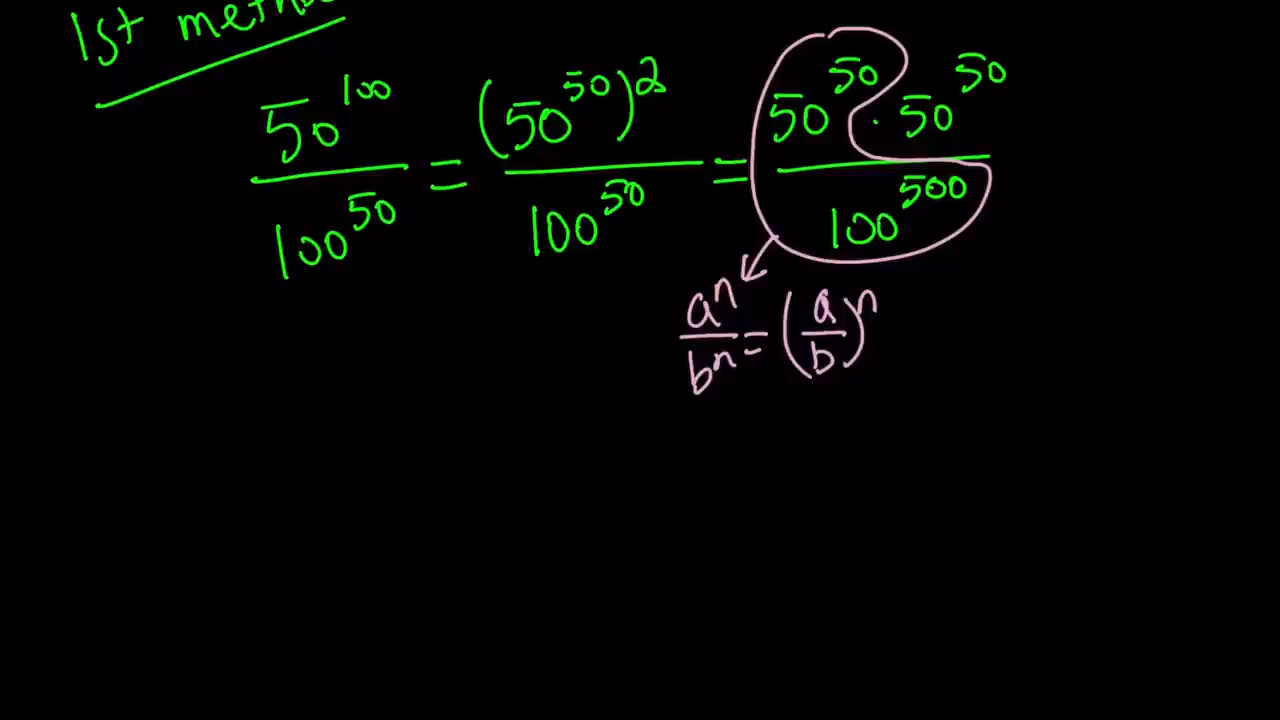 1st metho
50^100 / 100^50 = (50^50)^2 / 100^50 = 50^50 · 50^50 / 100^500
a^n / b^n = (a/b)^n